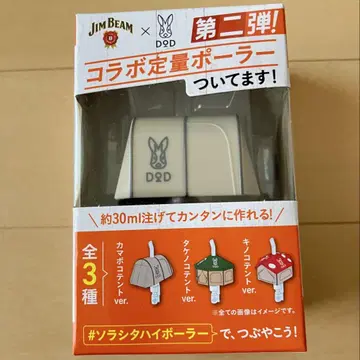 JIM BEAM
×
DOD
第二弾!
コラボ定量ポーラー
ついてます!
DOD
約30ml注げてカンタンに作れる!
全3種
カマボコテント
ver.
タケノコテント
ver.
キノコテント
ver.
※全ての画像はイメージです。
#ソラシタハイポーラー で、つぶやこう!